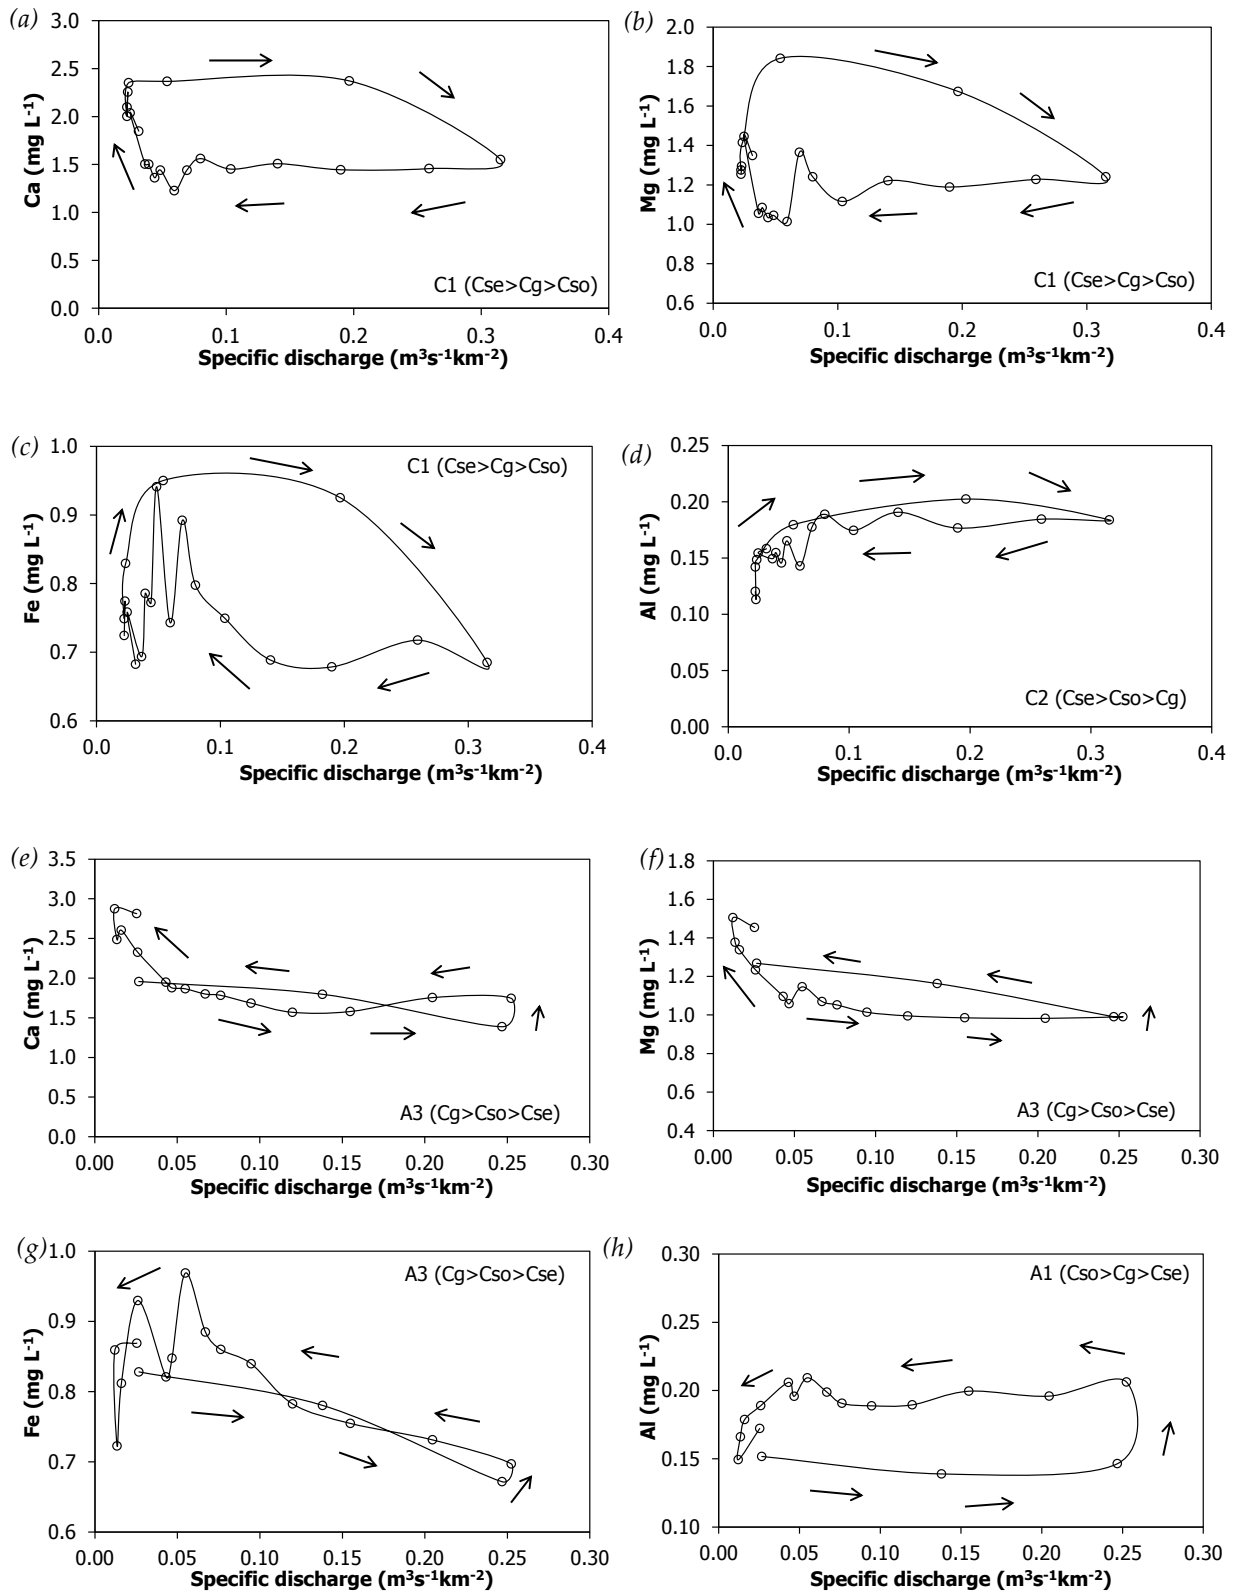 (a)
3.0
2.5
2.0
1.5
1.0
0.5
0.0
Ca (mg L⁻¹)
C1 (Cse>Cg>Cso)
0.0 0.1 0.2 0.3 0.4
Specific discharge (m³s⁻¹km⁻²)
(b)
2.0
1.8
1.6
1.4
1.2
1.0
0.8
0.6
Mg (mg L⁻¹)
C1 (Cse>Cg>Cso)
0.0 0.1 0.2 0.3 0.4
Specific discharge (m³s⁻¹km⁻²)
(c)
1.0
0.9
0.8
0.7
0.6
Fe (mg L⁻¹)
C1 (Cse>Cg>Cso)
0.0 0.1 0.2 0.3 0.4
Specific discharge (m³s⁻¹km⁻²)
(d)
0.25
0.20
0.15
0.10
0.05
0.00
Al (mg L⁻¹)
C2 (Cse>Cso>Cg)
0.0 0.1 0.2 0.3 0.4
Specific discharge (m³s⁻¹km⁻²)
(e)
3.5
3.0
2.5
2.0
1.5
1.0
0.5
0.0
Ca (mg L⁻¹)
A3 (Cg>Cso>Cse)
0.00 0.05 0.10 0.15 0.20 0.25 0.30
Specific discharge (m³s⁻¹km⁻²)
(f)
1.8
1.6
1.4
1.2
1.0
0.8
0.6
0.4
Mg (mg L⁻¹)
A3 (Cg>Cso>Cse)
0.00 0.05 0.10 0.15 0.20 0.25 0.30
Specific discharge (m³s⁻¹km⁻²)
(g)
1.0
0.9
0.8
0.7
0.6
Fe (mg L⁻¹)
A3 (Cg>Cso>Cse)
0.00 0.05 0.10 0.15 0.20 0.25 0.30
Specific discharge (m³s⁻¹km⁻²)
(h)
0.30
0.25
0.20
0.15
0.10
Al (mg L⁻¹)
A1 (Cso>Cg>Cse)
0.00 0.05 0.10 0.15 0.20 0.25 0.30
Specific discharge (m³s⁻¹km⁻²)